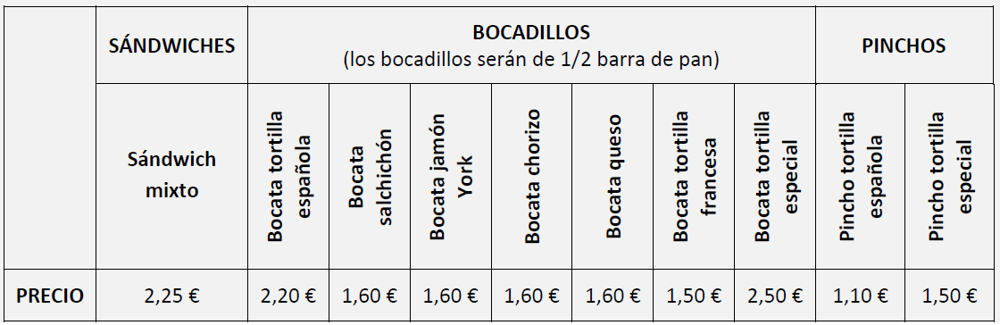 SÁNDWICHES
BOCADILLOS
(los bocadillos serán de 1/2 barra de pan)
PINCHOS
Sándwich
mixto
Bocata tortilla
española
Bocata
salchichón
Bocata jamón
York
Bocata chorizo
Bocata queso
Bocata tortilla
francesa
Bocata tortilla
especial
Pincho tortilla
española
Pincho tortilla
especial
PRECIO 2,25 € 2,20 € 1,60 € 1,60 € 1,60 € 1,60 € 1,50 € 2,50 € 1,10 € 1,50 €